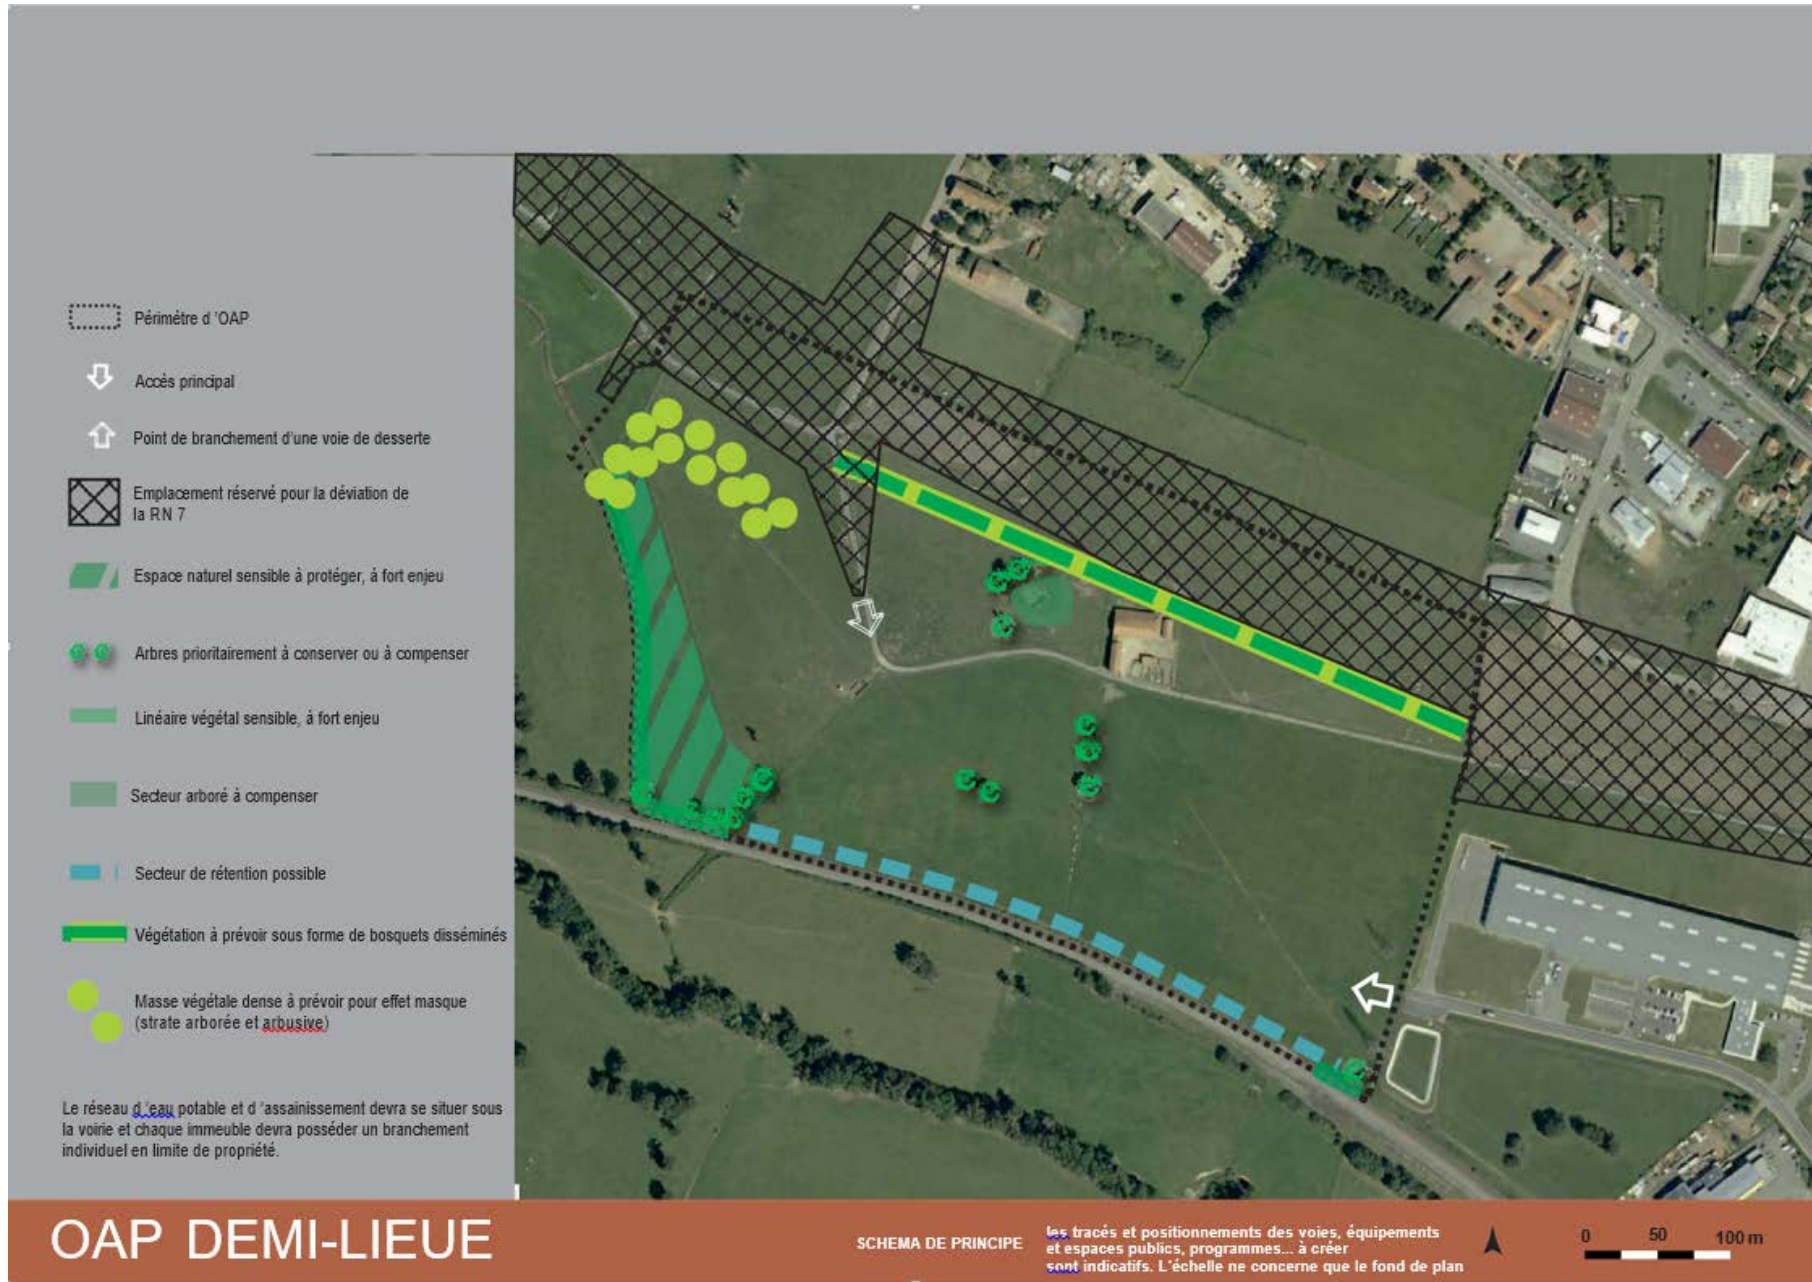 Périmètre d 'OAP
Accès principal
Point de branchement d'une voie de desserte
Emplacement réservé pour la déviation de
la RN 7
Espace naturel sensible à protéger, à fort enjeu
Arbres prioritairement à conserver ou à compenser
Linéaire végétal sensible, à fort enjeu
Secteur arboré à compenser
Secteur de rétention possible
Végétation à prévoir sous forme de bosquets disséminés
Masse végétale dense à prévoir pour effet masque
(strate arborée et arbusive)
Le réseau d 'eau potable et d 'assainissement devra se situer sous
la voirie et chaque immeuble devra posséder un branchement
individuel en limite de propriété.
OAP DEMI-LIEUE
SCHEMA DE PRINCIPE
les tracés et positionnements des voies, équipements
et espaces publics, programmes... à créer
sont indicatifs. L'échelle ne concerne que le fond de plan
0 50 100 m